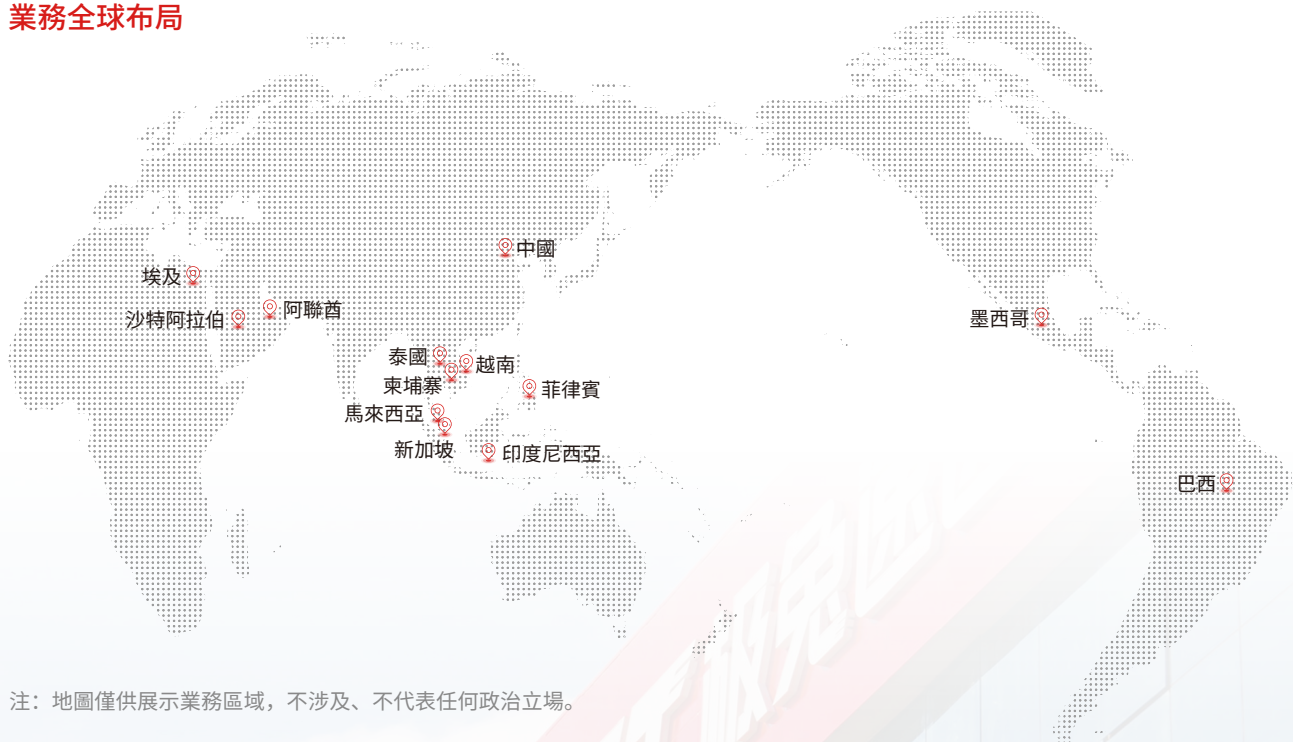 業務全球布局
中國
埃及
沙特阿拉伯
阿聯酋
墨西哥
泰國
越南
柬埔寨
菲律賓
馬來西亞
新加坡
印度尼西亞
巴西
注：地圖僅供展示業務區域，不涉及、不代表任何政治立場。